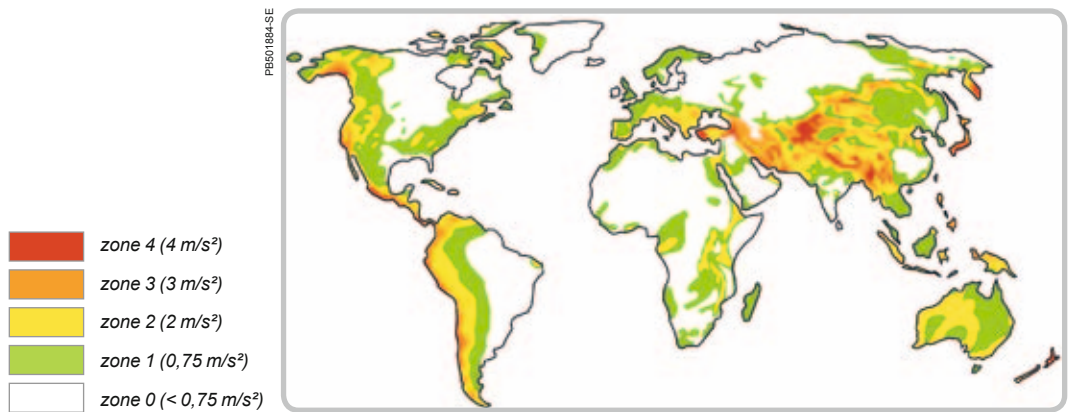 PB501884-SE
zone 4 (4 m/s²)
zone 3 (3 m/s²)
zone 2 (2 m/s²)
zone 1 (0,75 m/s²)
zone 0 (< 0,75 m/s²)